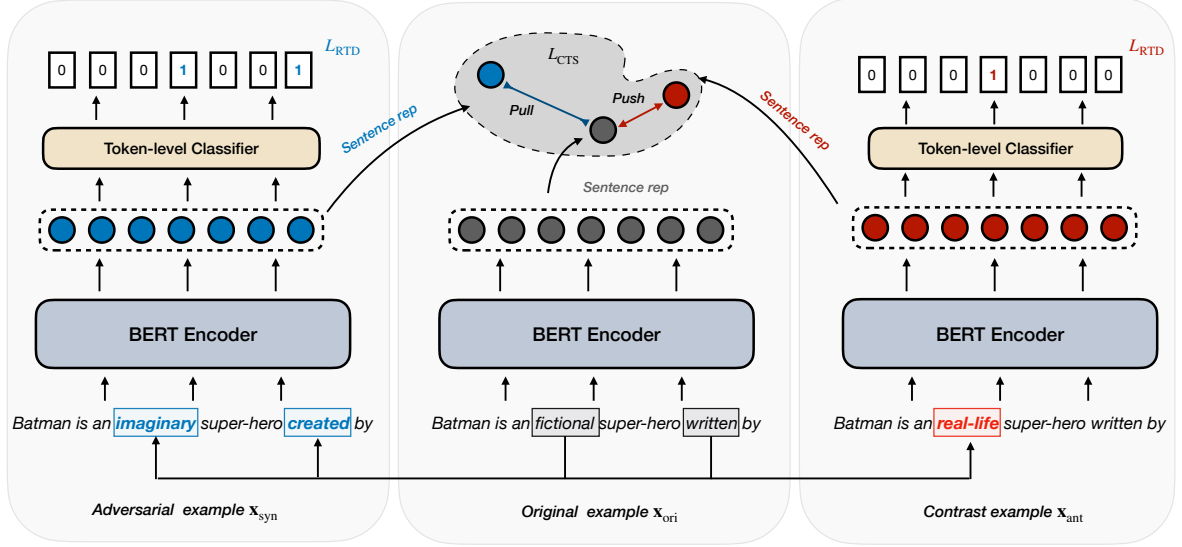 L_RTD
0 0 0 1 0 0 1
Token-level Classifier
BERT Encoder
Batman is an imaginary super-hero created by
Adversarial example x_syn
Sentence rep
L_CTS
Pull
Push
Sentence rep
BERT Encoder
Batman is an fictional super-hero written by
Original example x_ori
Sentence rep
L_RTD
0 0 0 1 0 0 0
Token-level Classifier
BERT Encoder
Batman is an real-life super-hero written by
Contrast example x_ant